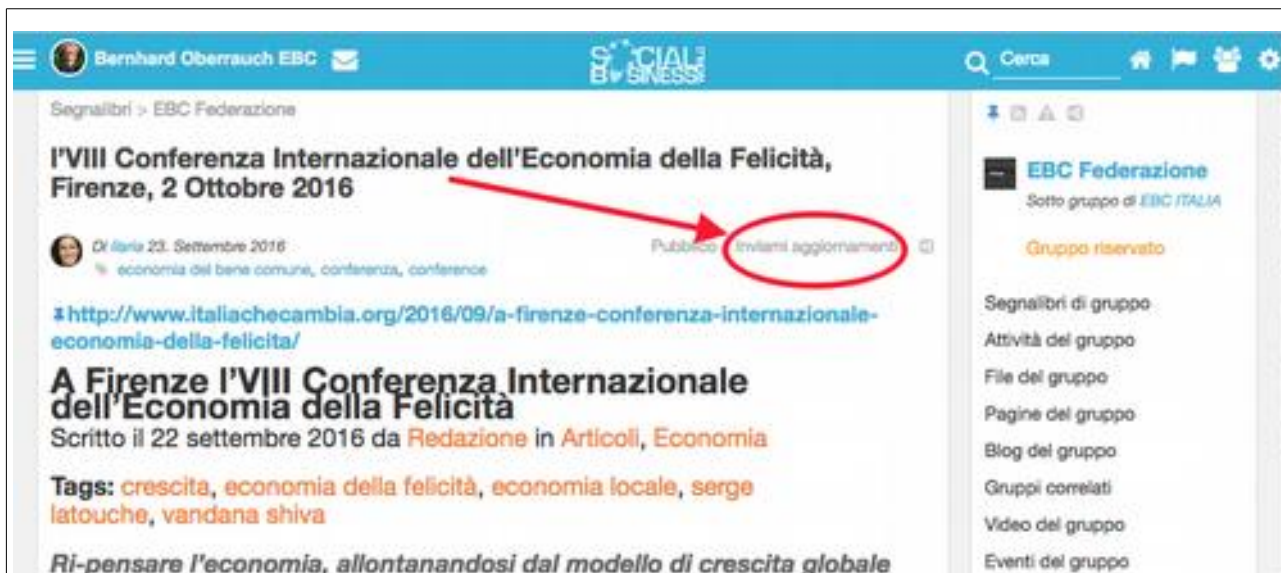 Bernhard Oberrauch EBC
SOCIAL BUSINESS
Cerca
Segnalibri > EBC Federazione
l'VIII Conferenza Internazionale dell'Economia della Felicità,
Firenze, 2 Ottobre 2016
Di Ilaria 23. Settembre 2016
Pubblico
Inviami aggiornamenti
economia del bene comune, conferenza, conference
http://www.italiachecambia.org/2016/09/a-firenze-conferenza-internazionale-
economia-della-felicita/
A Firenze l'VIII Conferenza Internazionale
dell'Economia della Felicità
Scritto il 22 settembre 2016 da Redazione in Articoli, Economia
Tags: crescita, economia della felicità, economia locale, serge
latouche, vandana shiva
Ri-pensare l'economia, allontanandosi dal modello di crescita globale
EBC Federazione
Sotto gruppo di EBC ITALIA
Gruppo riservato
Segnalibri di gruppo
Attività del gruppo
File del gruppo
Pagine del gruppo
Blog del gruppo
Gruppi correlati
Video del gruppo
Eventi del gruppo